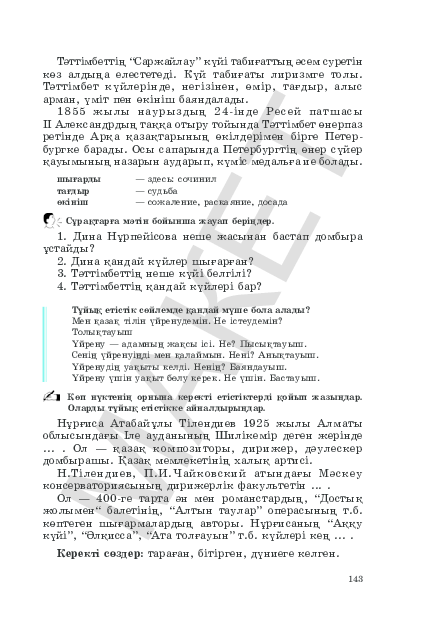 Тәттімбеттің “Саржайлау” күйі табиғаттың әсем суретін
көз алдыңа елестетеді. Күй табиғаты лиризмге толы.
Тәттімбет күйлерінде, негізінен, өмір, тағдыр, алыс
арман, үміт пен өкініш баяндалады.
1855 жылы наурыздың 24-інде Ресей патшасы
II Александрдың таққа отыру тойында Тәттімбет өнерпаз
ретінде Арқа қазақтарының өкілдерімен бірге Петер-
бургке барады. Осы сапарында Петербургтің өнер сүйер
қауымының назарын аударып, күміс медальға ие болады.
шығарды — здесь: сочинил
тағдыр — судьба
өкініш — сожаление, раскаяние, досада
Сұрақтарға мәтін бойынша жауап беріңдер.
1. Дина Нұрпейісова неше жасынан бастап домбыра
ұстайды?
2. Дина қандай күйлер шығарған?
3. Тәттімбеттің неше күйі белгілі?
4. Тәттімбеттің қандай күйлері бар?
Тұйық етістік сөйлемде қандай мүше бола алады?
Мен қазақ тілін үйренудемін. Не істеудемін?
Толықтауыш
Үйрену — адамның жақсы ісі. Не? Пысықтауыш.
Сенің үйренуіңді мен қалаймын. Нені? Анықтауыш.
Үйренудің уақыты келді. Ненің? Баяндауыш.
Үйрену үшін уақыт бөлу керек. Не үшін. Бастауыш.
Көп нүктенің орнына керекті етістіктерді қойып жазыңдар.
Оларды тұйық етістікке айналдырыңдар.
Нұрғиса Атабайұлы Тілендиев 1925 жылы Алматы
облысындағы Іле ауданының Шилікемір деген жерінде
... . Ол — қазақ композиторы, дирижер, дәулескер
домбырашы. Қазақ мемлекетінің халық артисі.
Н.Тілендиев, П.И.Чайковский атындағы Мәскеу
консерваториясының дирижерлік факультетін ... .
Ол — 400-ге тарта ән мен романстардың, “Достық
жолымен“ балетінің, “Алтын таулар” операсының т.б.
көптеген шығармалардың авторы. Нұрғисаның “Аққу
күйі”, “Әлқисса”, “Ата толғауын” т.б. күйлері кең ... .
Керекті сөздер: тараған, бітірген, дүниеге келген.
143
МАКЕТ